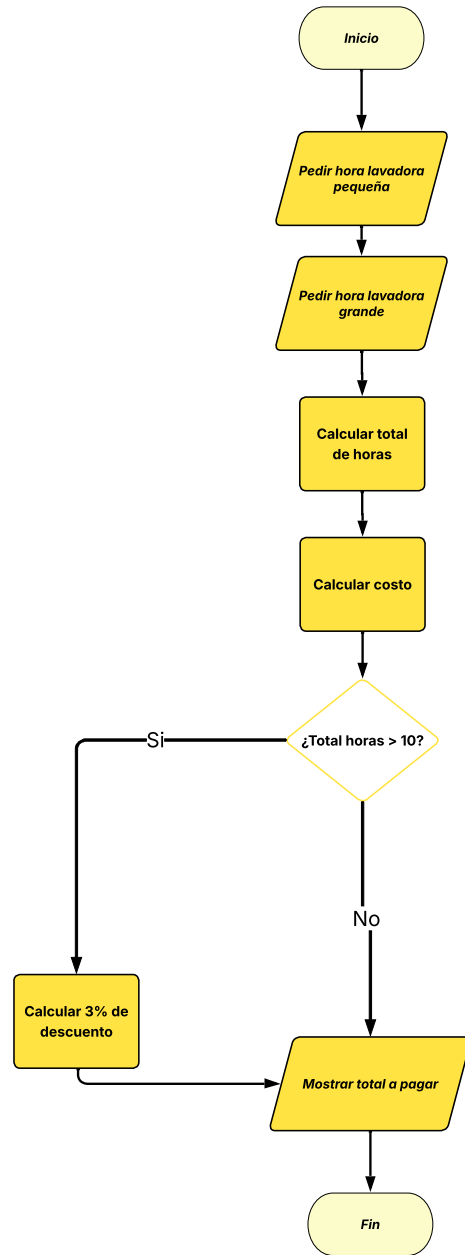 Inicio
Pedir hora lavadora
pequeña
Pedir hora lavadora
grande
Calcular total
de horas
Calcular costo
¿Total horas > 10?
Si
No
Calcular 3% de
descuento
Mostrar total a pagar
Fin